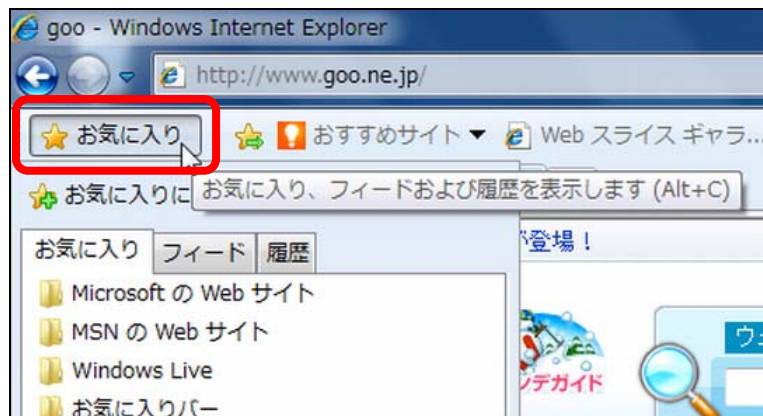 goo - Windows Internet Explorer
http://www.goo.ne.jp/
お気に入り おすすめサイト ▼ Web スライス ギャラ...
お気に入りに お気に入り、フィードおよび履歴を表示します (Alt+C)
お気に入り フィード 履歴 登場!
Microsoft の Web サイト
MSN の Web サイト
Windows Live
デガイド
お気に入りバー